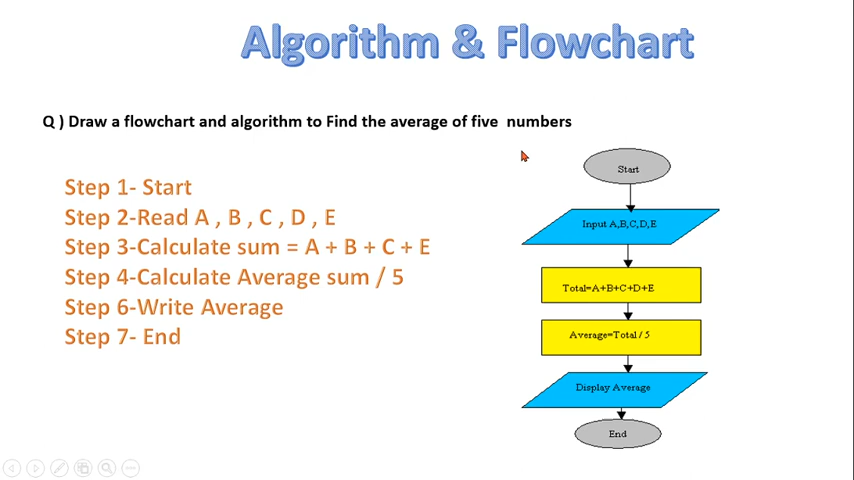 Algorithm & Flowchart
Q ) Draw a flowchart and algorithm to Find the average of five numbers
Step 1- Start
Step 2-Read A , B , C , D , E
Step 3-Calculate sum = A + B + C + E
Step 4-Calculate Average sum / 5
Step 6-Write Average
Step 7- End
Start
Input A,B,C,D,E
Total=A+B+C+D+E
Average=Total / 5
Display Average
End